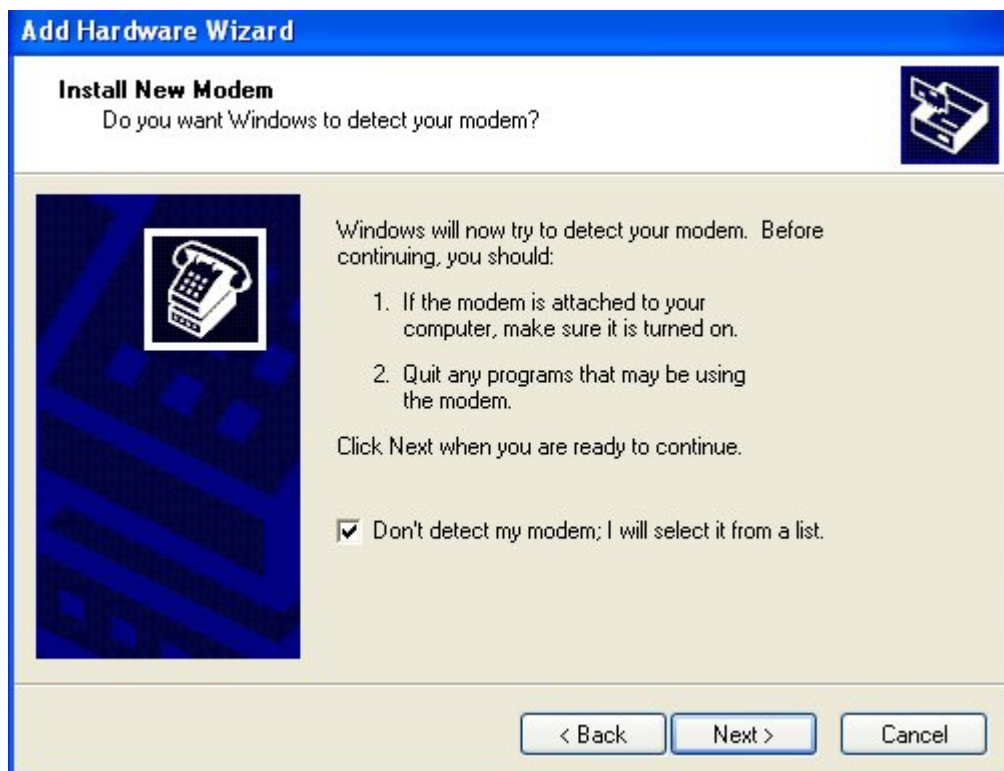 Add Hardware Wizard
Install New Modem
Do you want Windows to detect your modem?
Windows will now try to detect your modem. Before
continuing, you should:
1. If the modem is attached to your
computer, make sure it is turned on.
2. Quit any programs that may be using
the modem.
Click Next when you are ready to continue.
Don't detect my modem; I will select it from a list.
< Back Next > Cancel